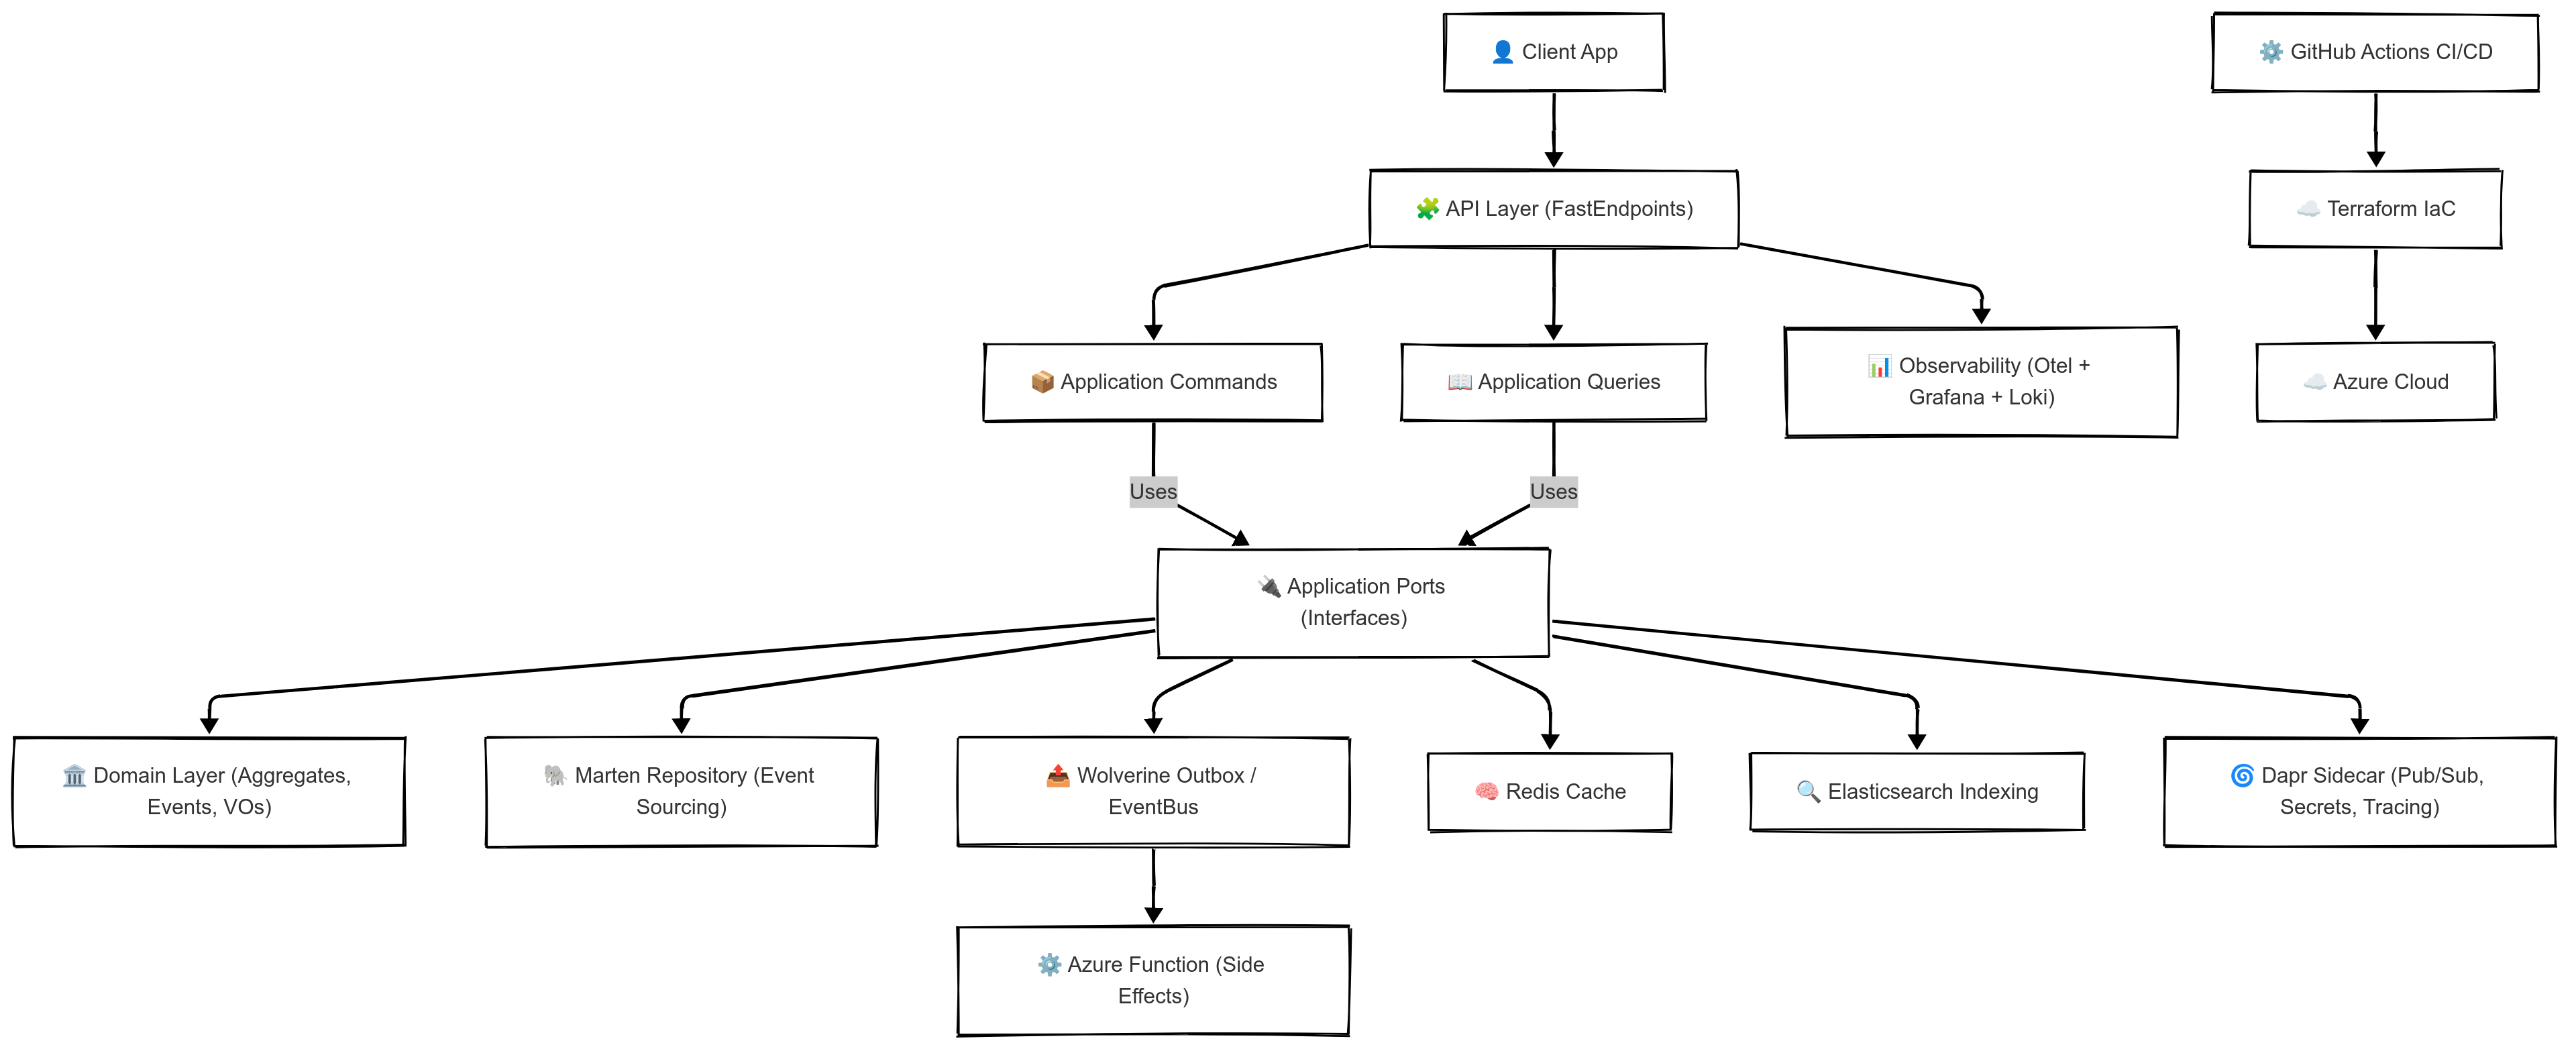 👤 Client App
⚙️ GitHub Actions CI/CD
🧩 API Layer (FastEndpoints)
☁️ Terraform IaC
📦 Application Commands
📖 Application Queries
📊 Observability (Otel +
Grafana + Loki)
☁️ Azure Cloud
Uses
Uses
🔌 Application Ports
(Interfaces)
🏛️ Domain Layer (Aggregates,
Events, VOs)
🐘 Marten Repository (Event
Sourcing)
📤 Wolverine Outbox /
EventBus
🧠 Redis Cache
🔍 Elasticsearch Indexing
🌀 Dapr Sidecar (Pub/Sub,
Secrets, Tracing)
⚙️ Azure Function (Side
Effects)